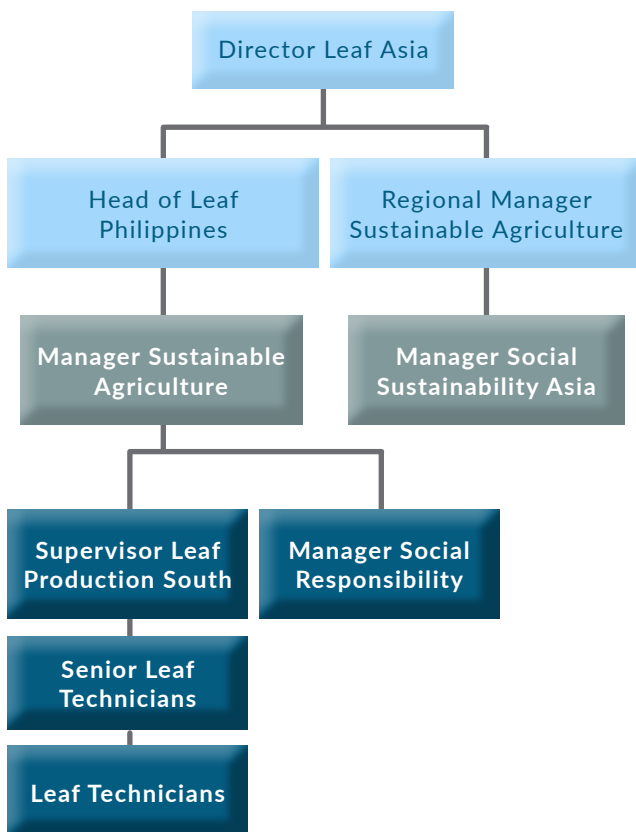 Director Leaf Asia
Head of Leaf
Philippines
Regional Manager
Sustainable Agriculture
Manager Sustainable
Agriculture
Manager Social
Sustainability Asia
Supervisor Leaf
Production South
Manager Social
Responsibility
Senior Leaf
Technicians
Leaf Technicians